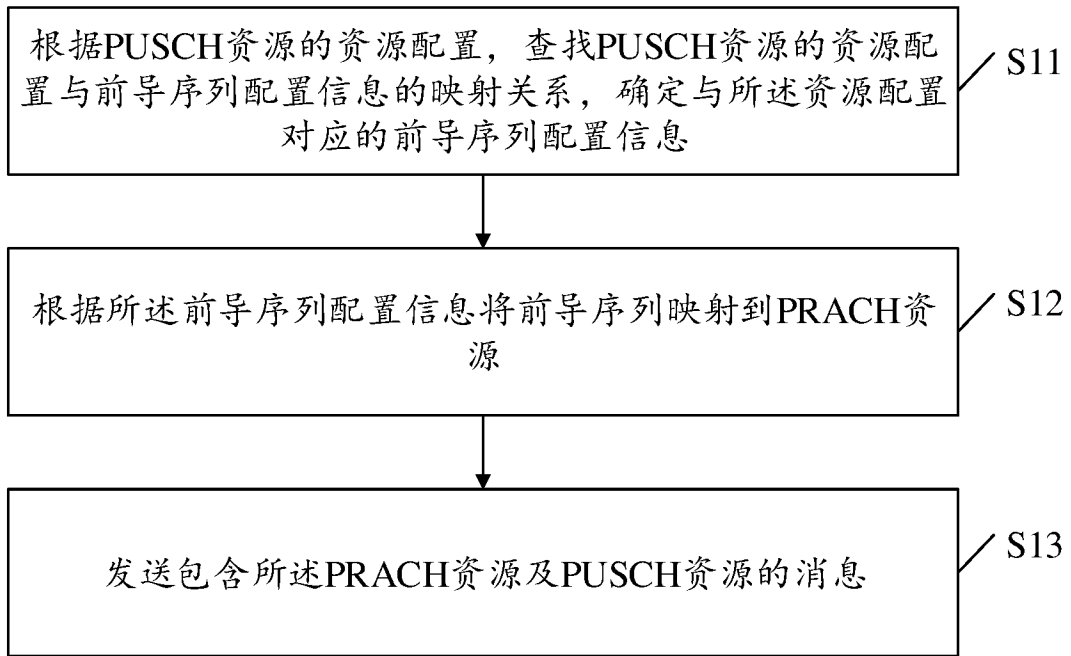 根据PUSCH资源的资源配置，查找PUSCH资源的资源配
置与前导序列配置信息的映射关系，确定与所述资源配置
对应的前导序列配置信息
S11
根据所述前导序列配置信息将前导序列映射到PRACH资
源
S12
发送包含所述PRACH资源及PUSCH资源的消息
S13